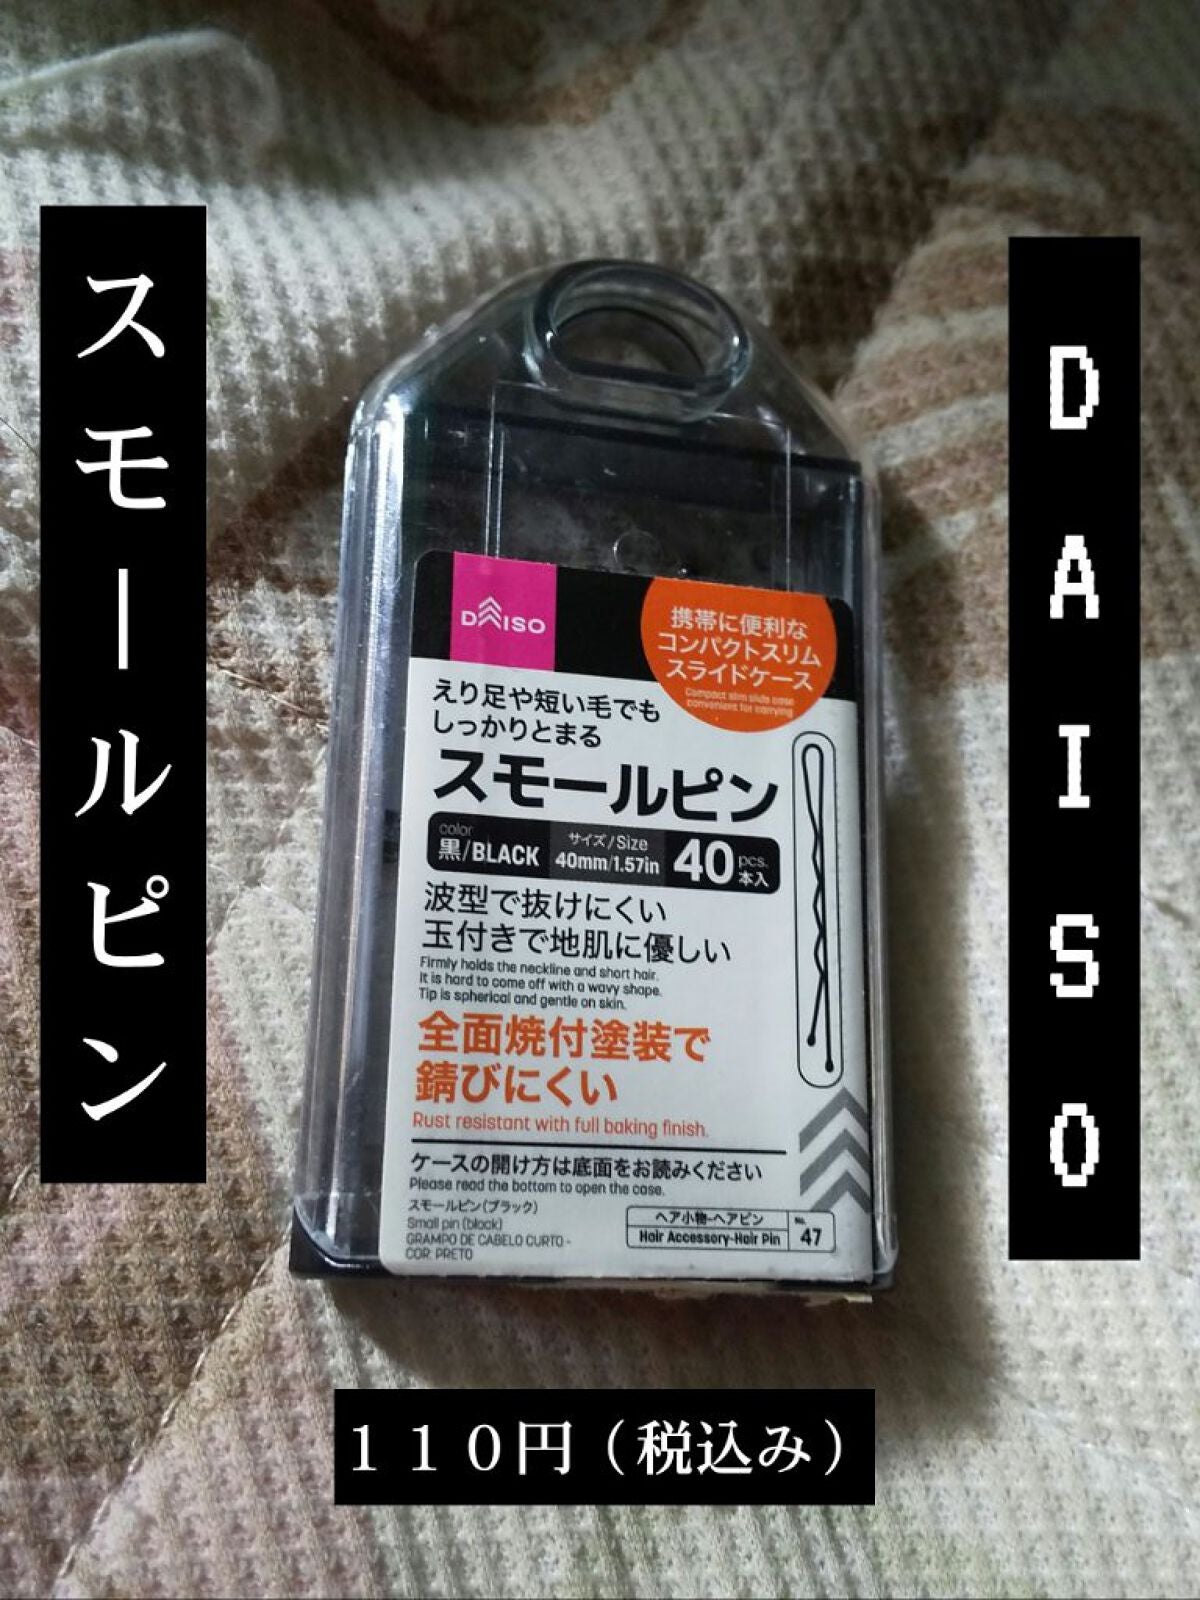 スモールピン
DAISO
DAISO
携帯に便利な
コンパクトスリム
スライドケース
Compact slim slide case
convenient for carrying
えり足や短い毛でも
しっかりとまる
スモールピン
color
黒/BLACK
サイズ/Size
40mm/1.57in
40 pcs.
本入
波型で抜けにくい
玉付きで地肌に優しい
Firmly holds the neckline and short hair.
It is hard to come off with a wavy shape.
Tip is spherical and gentle on skin.
全面焼付塗装で
錆びにくい
Rust resistant with full baking finish.
ケースの開け方は底面をお読みください
Please read the bottom to open the case.
スモールピン(ブラック)
Small pin (black)
GRAMPO DE CABELO CURTO -
COR PRETO
ヘア小物-ヘアピン
Hair Accessory-Hair Pin
No.
47
110円(税込み)